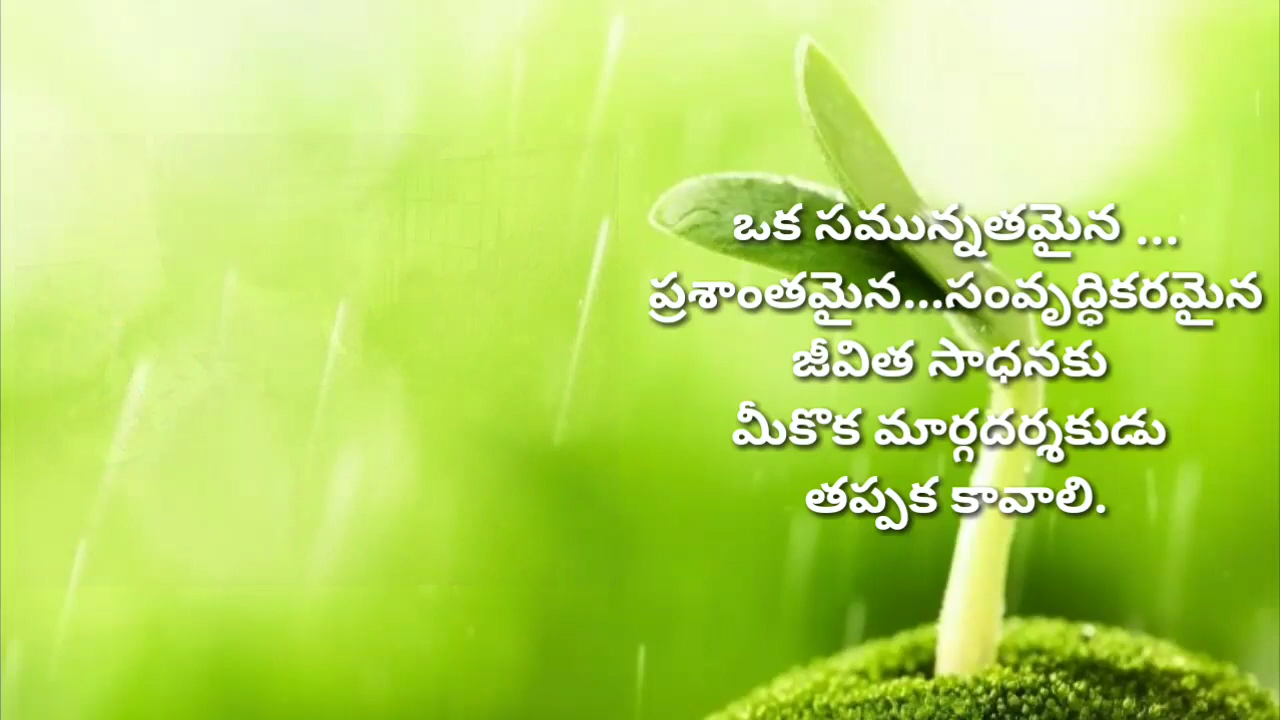 ఒక సమున్నతమైన ...
ప్రశాంతమైన...సంవృద్ధికరమైన
జీవిత సాధనకు
మీకొక మార్గదర్శకుడు
తప్పక కావాలి.